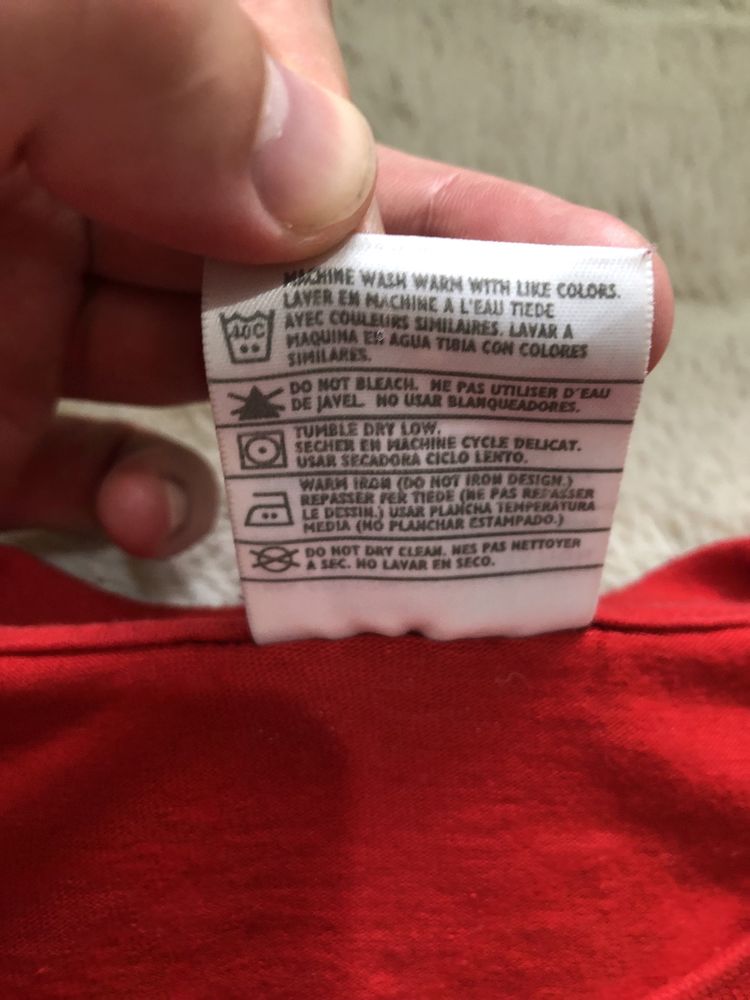 MACHINE WASH WARM WITH LIKE COLORS.
LAVER EN MACHINE A L'EAU TIEDE
AVEC COULEURS SIMILAIRES. LAVAR A
MAQUINA EN AGUA TIBIA CON COLORES
SIMILARES.
40C
DO NOT BLEACH. NE PAS UTILISER D'EAU
DE JAVEL. NO USAR BLANQUEADORES.
TUMBLE DRY LOW.
SECHER EN MACHINE CYCLE DELICAT.
USAR SECADORA CICLO LENTO.
WARM IRON (DO NOT IRON DESIGN.)
REPASSER FER TIEDE (NE PAS REPASSER
LE DESSIN.) USAR PLANCHA TEMPERATURA
MEDIA (NO PLANCHAR ESTAMPADO.)
DO NOT DRY CLEAN. NES PAS NETTOYER
A SEC. NO LAVAR EN SECO.